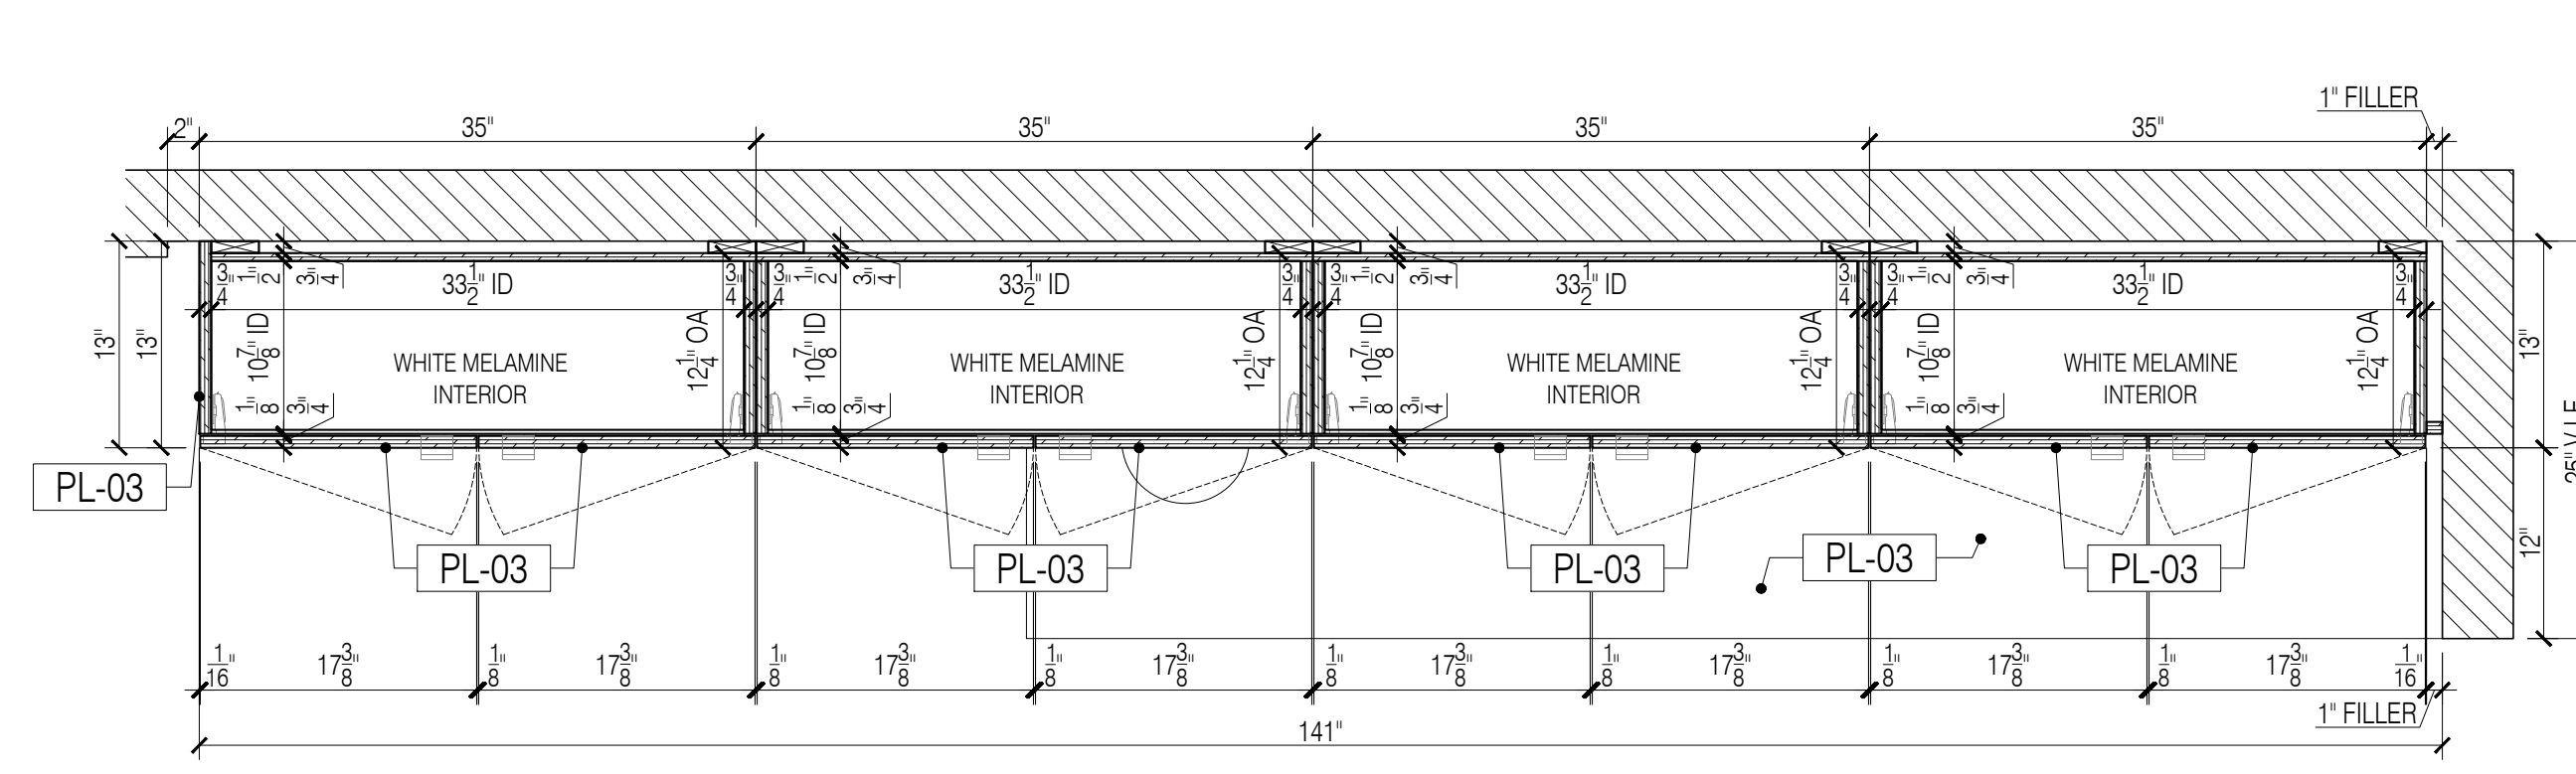 1" FILLER
2" 35" 35" 35" 35"
3/4" 1/2" 3/4" 33 1/2" ID 3/4" 3/4" 1/2" 3/4" 33 1/2" ID 3/4" 3/4" 1/2" 3/4" 33 1/2" ID 3/4" 3/4" 1/2" 3/4" 33 1/2" ID 3/4"
13" 13" 10 7/8" ID 12 1/4" OA 10 7/8" ID 12 1/4" OA 10 7/8" ID 12 1/4" OA 10 7/8" ID 12 1/4" OA 13"
WHITE MELAMINE WHITE MELAMINE WHITE MELAMINE WHITE MELAMINE
INTERIOR INTERIOR INTERIOR INTERIOR
1/8" 3/4" 1/8" 3/4" 1/8" 3/4" 1/8" 3/4"
25" V.I.F.
PL-03
PL-03 PL-03 PL-03 PL-03 PL-03
12"
1/16" 17 3/8" 1/8" 17 3/8" 1/8" 17 3/8" 1/8" 17 3/8" 1/8" 17 3/8" 1/8" 17 3/8" 1/8" 17 3/8" 1/8" 17 3/8" 1/16"
1" FILLER
141"